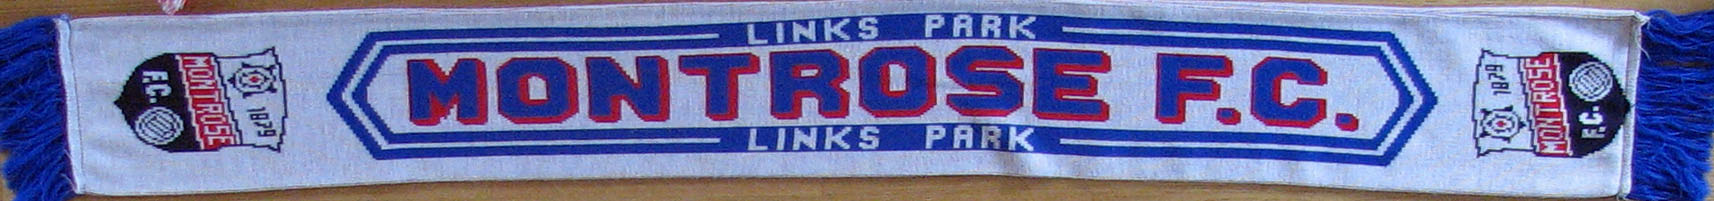 LINKS PARK
MONTROSE F.C.
LINKS PARK
1879
MONTROSE
F.C.
1879
MONTROSE
F.C.